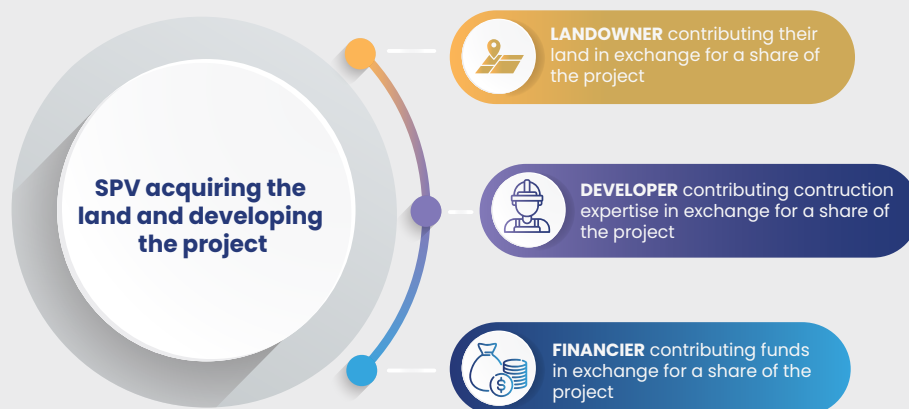 SPV acquiring the
land and developing
the project
LANDOWNER contributing their
land in exchange for a share of
the project
DEVELOPER contributing contruction
expertise in exchange for a share of
the project
FINANCIER contributing funds
in exchange for a share of the
project
$